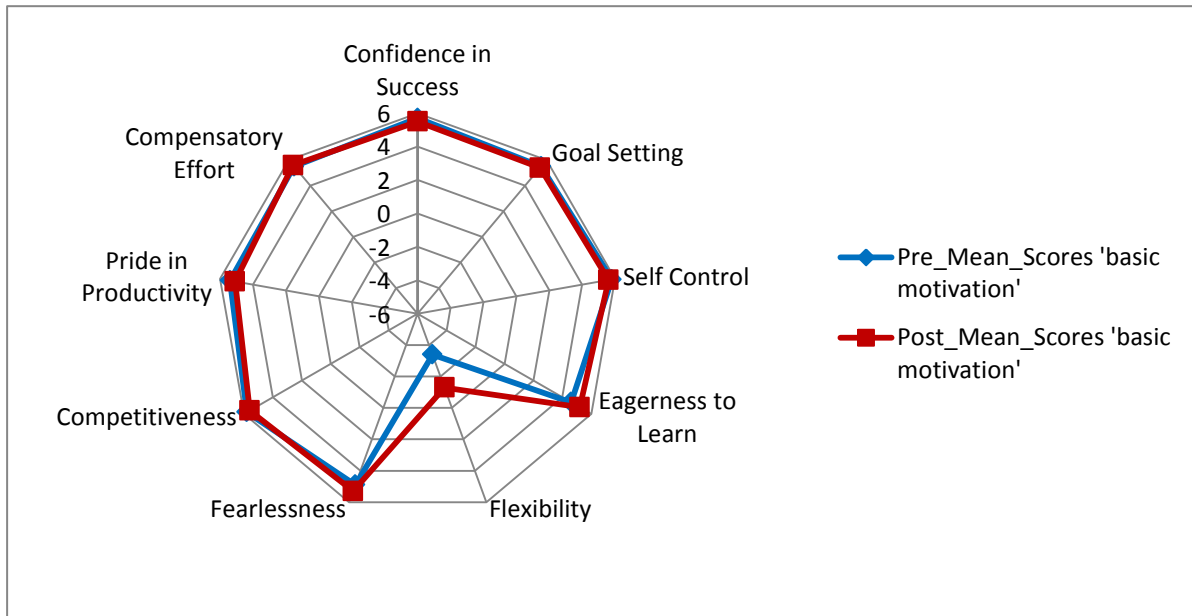 Confidence in
Success
6
4
2
0
-2
-4
-6
Goal Setting
Self Control
Eagerness to
Learn
Flexibility
Fearlessness
Competitiveness
Pride in
Productivity
Compensatory
Effort
Pre_Mean_Scores 'basic
motivation'
Post_Mean_Scores 'basic
motivation'